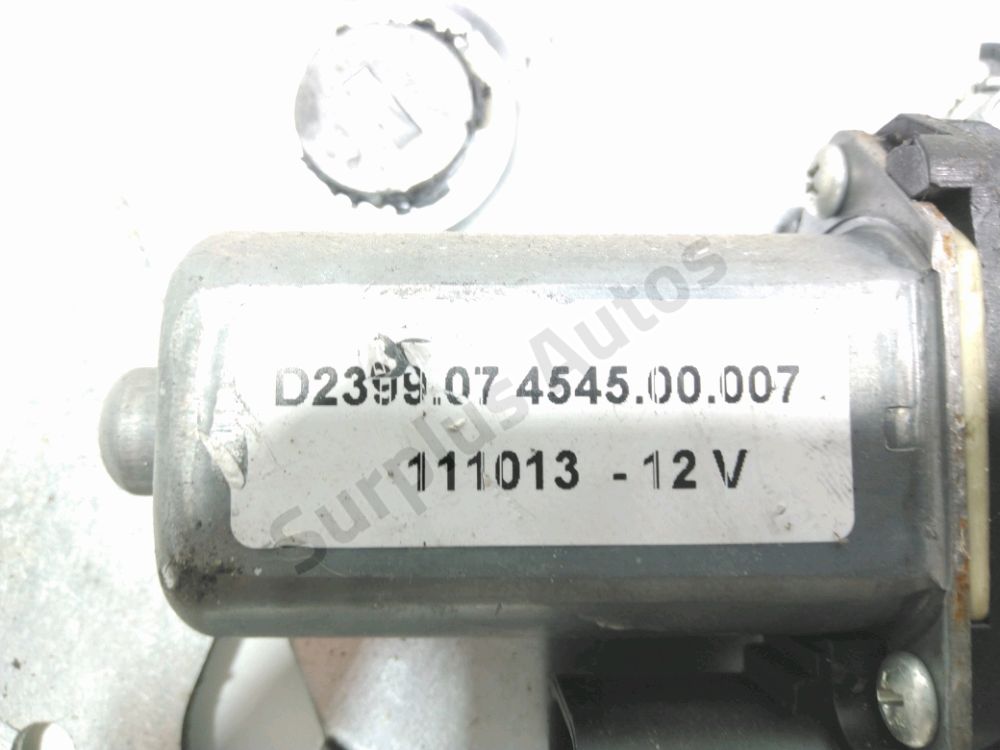 D2399.07 4545.00.007
111013 - 12 V
Surplus Autos